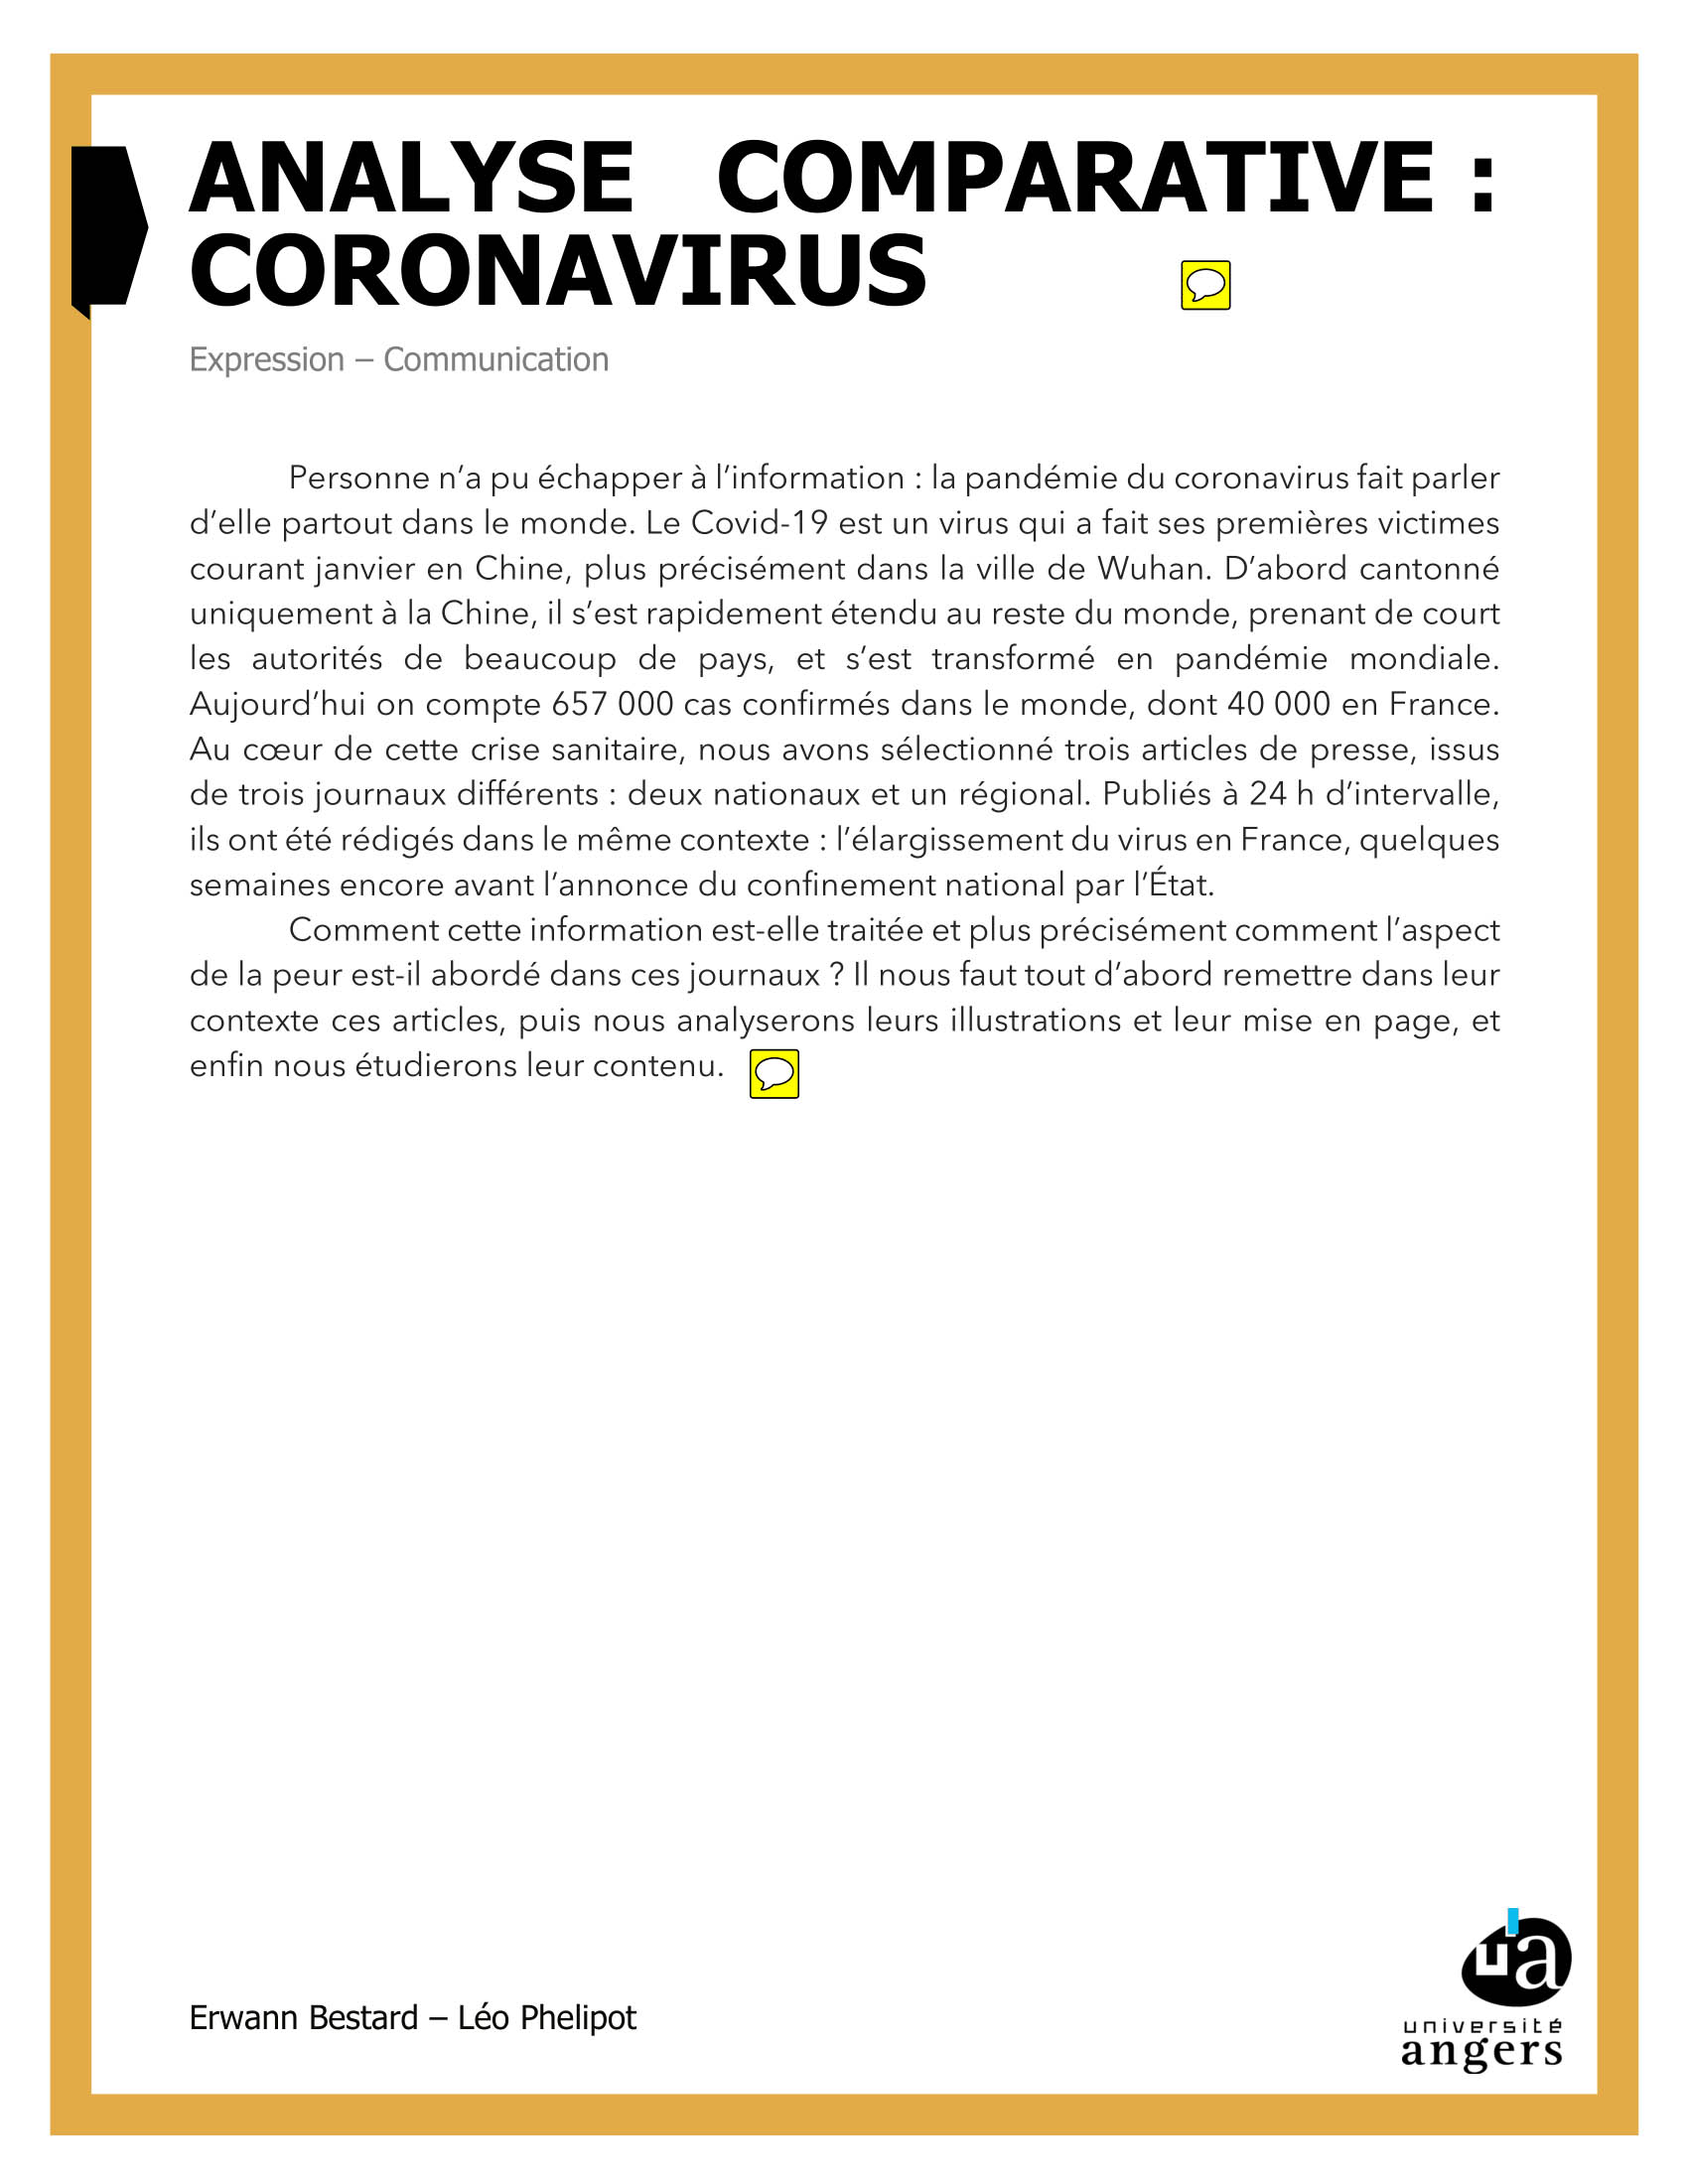 ANALYSE COMPARATIVE :
CORONAVIRUS
Expression – Communication
Personne n’a pu échapper à l’information : la pandémie du coronavirus fait parler
d’elle partout dans le monde. Le Covid-19 est un virus qui a fait ses premières victimes
courant janvier en Chine, plus précisément dans la ville de Wuhan. D’abord cantonné
uniquement à la Chine, il s’est rapidement étendu au reste du monde, prenant de court
les autorités de beaucoup de pays, et s’est transformé en pandémie mondiale.
Aujourd’hui on compte 657 000 cas confirmés dans le monde, dont 40 000 en France.
Au cœur de cette crise sanitaire, nous avons sélectionné trois articles de presse, issus
de trois journaux différents : deux nationaux et un régional. Publiés à 24 h d’intervalle,
ils ont été rédigés dans le même contexte : l’élargissement du virus en France, quelques
semaines encore avant l’annonce du confinement national par l’État.
Comment cette information est-elle traitée et plus précisément comment l’aspect
de la peur est-il abordé dans ces journaux ? Il nous faut tout d’abord remettre dans leur
contexte ces articles, puis nous analyserons leurs illustrations et leur mise en page, et
enfin nous étudierons leur contenu.
Erwann Bestard – Léo Phelipot
u'a
université
angers